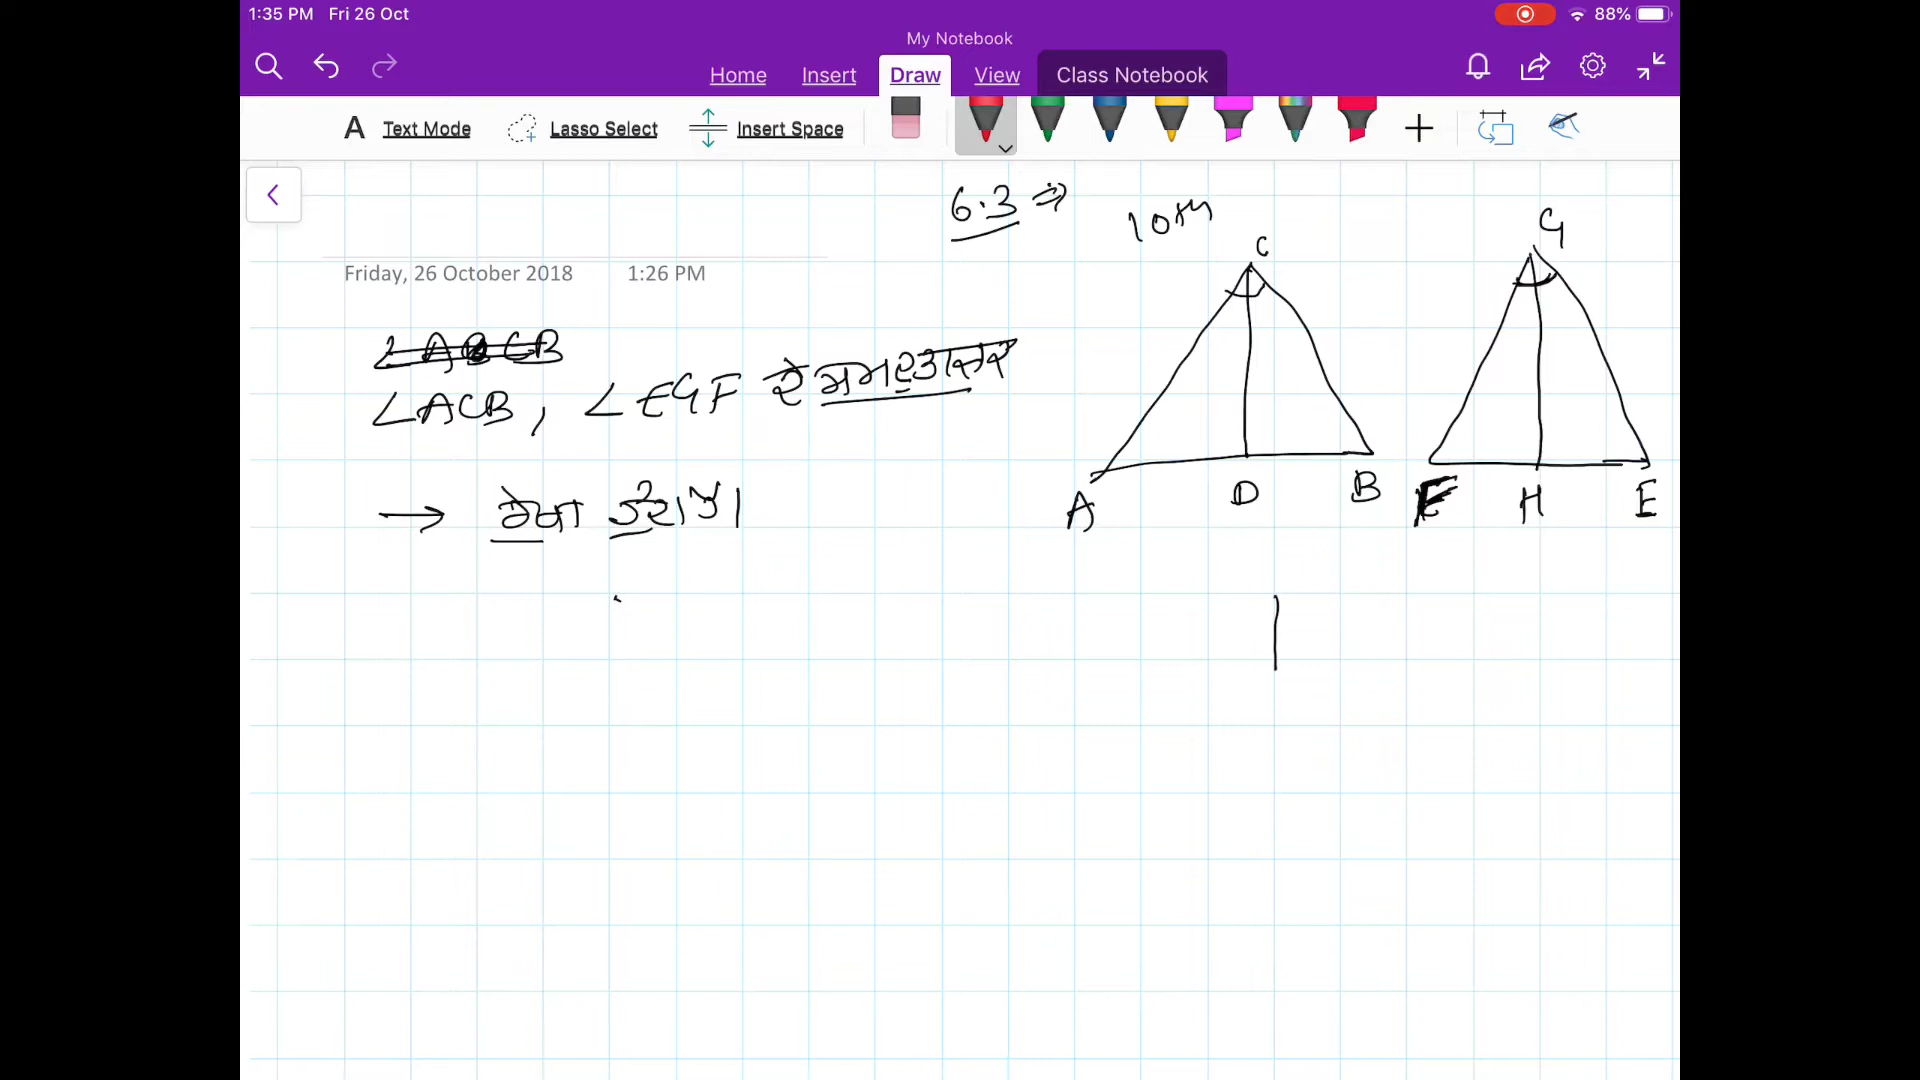 1:35 PM Fri 26 Oct
88%
My Notebook
Home Insert Draw View Class Notebook
A Text Mode Lasso Select Insert Space
6.3 ⇒
10th
Friday, 26 October 2018 1:26 PM
∠ACB, ∠EGF ਦੇ
→
C
A D B
G
F H E